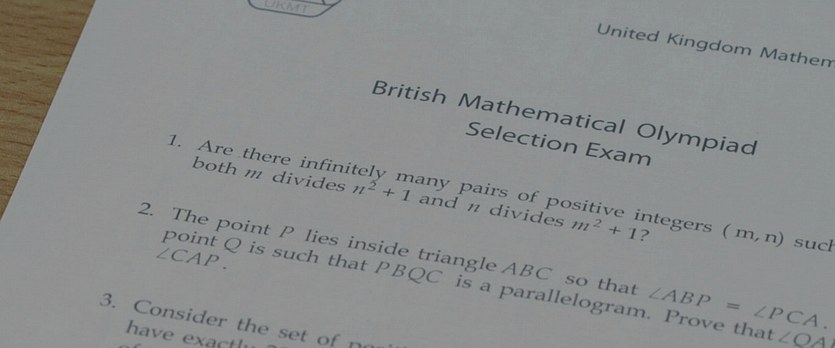 UKMT
United Kingdom Mathem
British Mathematical Olympiad
Selection Exam
1. Are there infinitely many pairs of positive integers (m, n) such
both m divides n² + 1 and n divides m² + 1?
2. The point P lies inside triangle ABC so that ∠ABP = ∠PCA.
point Q is such that PBQC is a parallelogram. Prove that ∠QA
∠CAP.
3. Consider the set of
have exactly